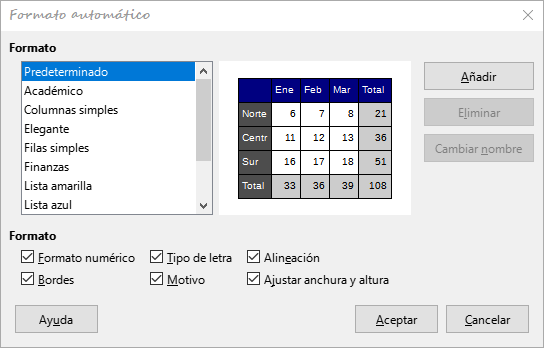 Formato automático
Formato
Predeterminado
Académico
Columnas simples
Elegante
Filas simples
Finanzas
Lista amarilla
Lista azul
Ene Feb Mar Total
Norte 6 7 8 21
Centr 11 12 13 36
Sur 16 17 18 51
Total 33 36 39 108
Añadir
Eliminar
Cambiar nombre
Formato
Formato numérico Tipo de letra Alineación
Bordes Motivo Ajustar anchura y altura
Ayuda Aceptar Cancelar